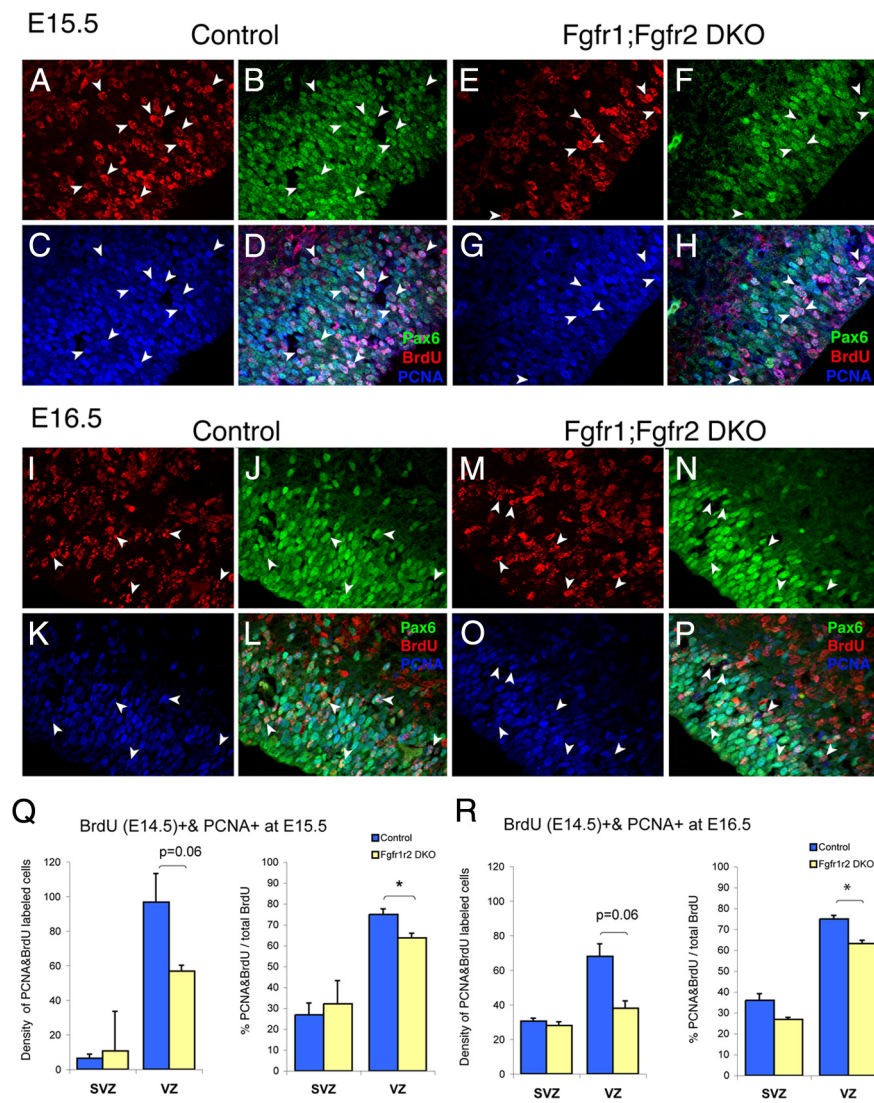 E15.5
Control
Fgfr1;Fgfr2 DKO
A
B
E
F
C
D
Pax6
BrdU
PCNA
G
H
Pax6
BrdU
PCNA
E16.5
Control
Fgfr1;Fgfr2 DKO
I
J
M
N
K
L
Pax6
BrdU
PCNA
O
P
Pax6
BrdU
PCNA
Q
BrdU (E14.5)+& PCNA+ at E15.5
Control
Fgfr1r2 DKO
Density of PCNA&BrdU labeled cells
120
100
80
60
40
20
0
p=0.06
SVZ
VZ
% PCNA&BrdU / total BrdU
100
90
80
70
60
50
40
30
20
10
0
*
SVZ
VZ
R
BrdU (E14.5)+& PCNA+ at E16.5
Control
Fgfr1r2 DKO
Density of PCNA&BrdU labeled cells
120
100
80
60
40
20
0
p=0.06
SVZ
VZ
% PCNA&BrdU / total BrdU
100
90
80
70
60
50
40
30
20
10
0
*
SVZ
VZ